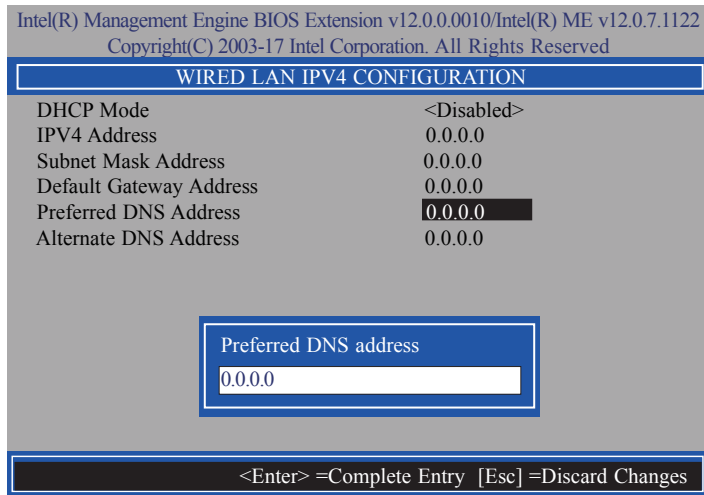 Intel(R) Management Engine BIOS Extension v12.0.0.0010/Intel(R) ME v12.0.7.1122
Copyright(C) 2003-17 Intel Corporation. All Rights Reserved
WIRED LAN IPV4 CONFIGURATION
DHCP Mode <Disabled>
IPV4 Address 0.0.0.0
Subnet Mask Address 0.0.0.0
Default Gateway Address 0.0.0.0
Preferred DNS Address 0.0.0.0
Alternate DNS Address 0.0.0.0
Preferred DNS address
0.0.0.0
<Enter> =Complete Entry [Esc] =Discard Changes